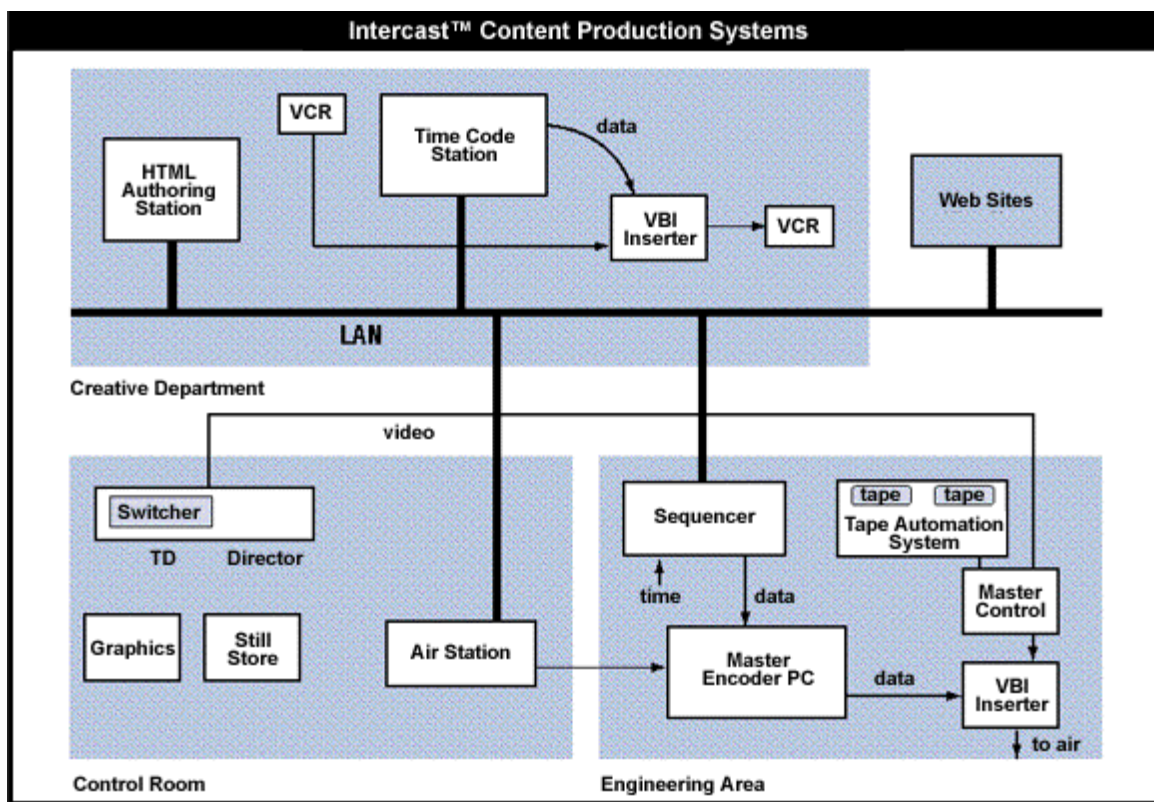 Intercast™ Content Production Systems
VCR
Time Code
Station
data
HTML
Authoring
Station
VBI
Inserter
VCR
Web Sites
LAN
Creative Department
video
Switcher
TD
Director
Graphics
Still
Store
Air Station
Control Room
Sequencer
tape
tape
Tape Automation
System
time
data
Master
Control
Master
Encoder PC
data
VBI
Inserter
to air
Engineering Area